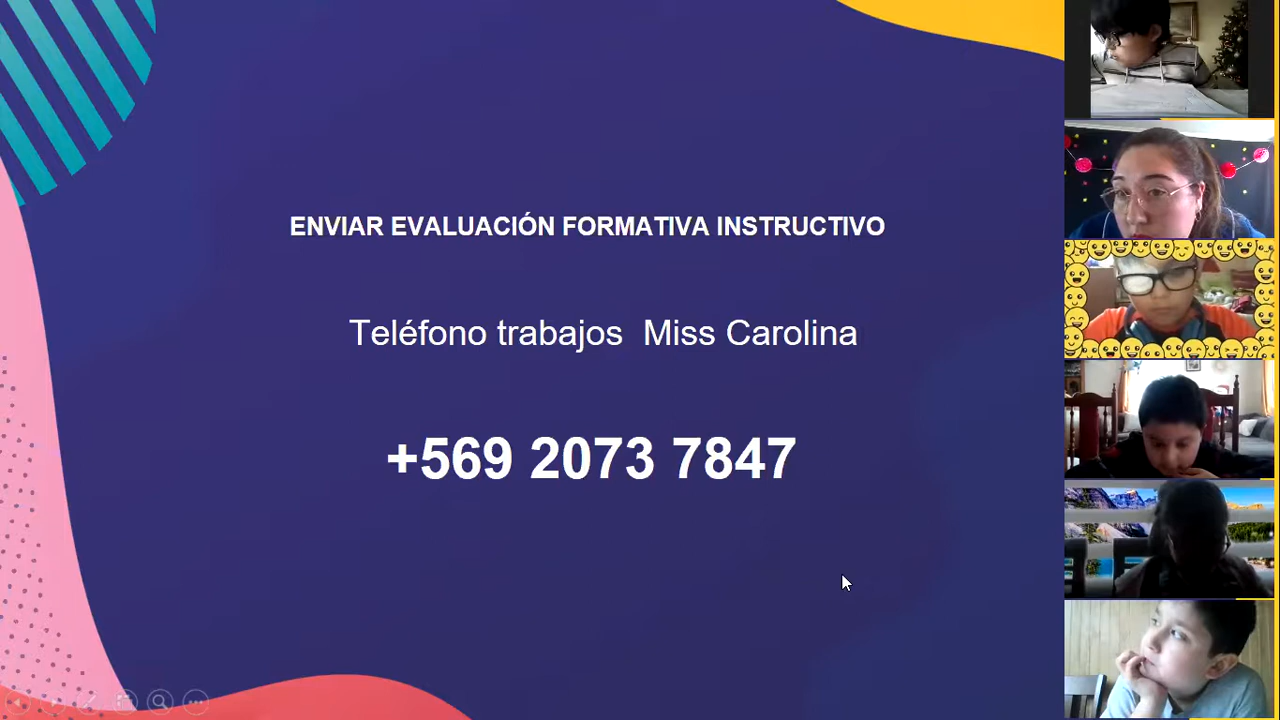 ENVIAR EVALUACIÓN FORMATIVA INSTRUCTIVO
Teléfono trabajos  Miss Carolina
+569 2073 7847